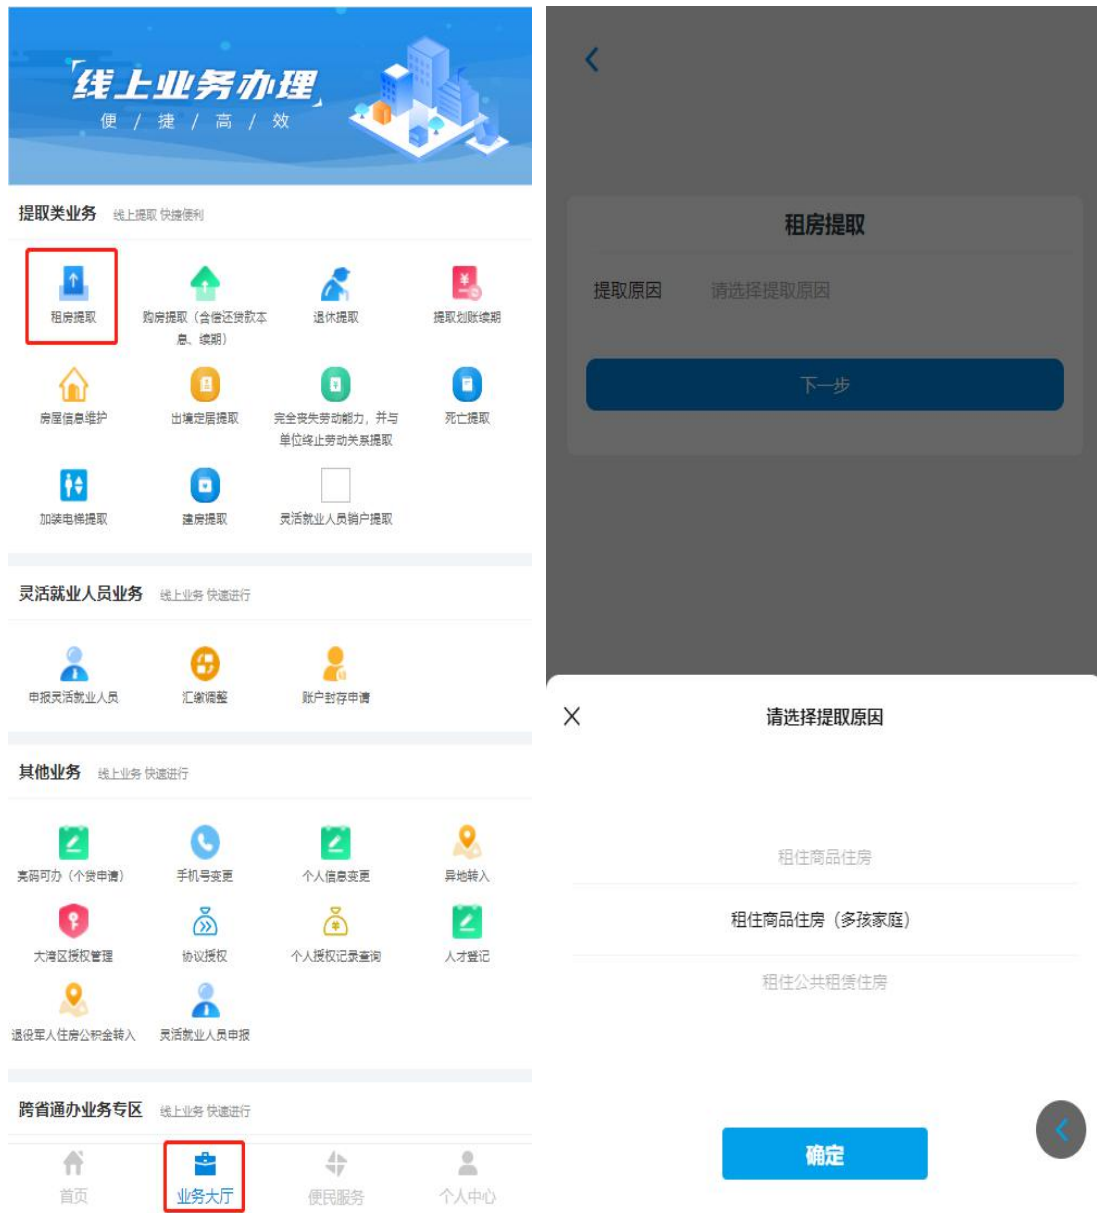 「线上业务办理」
便 / 捷 / 高 / 效
提取类业务 线上提取 快捷便利
租房提取
购房提取（含偿还贷款本
息、续期）
退休提取
提取划账续期
房屋信息维护
出境定居提取
完全丧失劳动能力，并与
单位终止劳动关系提取
死亡提取
加装电梯提取
建房提取
灵活就业人员销户提取
灵活就业人员业务 线上业务 快速进行
申报灵活就业人员
汇缴调整
账户封存申请
其他业务 线上业务 快速进行
亮码可办（个贷申请）
手机号变更
个人信息变更
异地转入
大湾区授权管理
协议授权
个人授权记录查询
人才登记
退役军人住房公积金转入
灵活就业人员申报
跨省通办业务专区 线上业务 快速进行
首页
业务大厅
便民服务
个人中心
租房提取
提取原因 请选择提取原因
下一步
请选择提取原因
租住商品住房
租住商品住房（多孩家庭）
租住公共租赁住房
确定